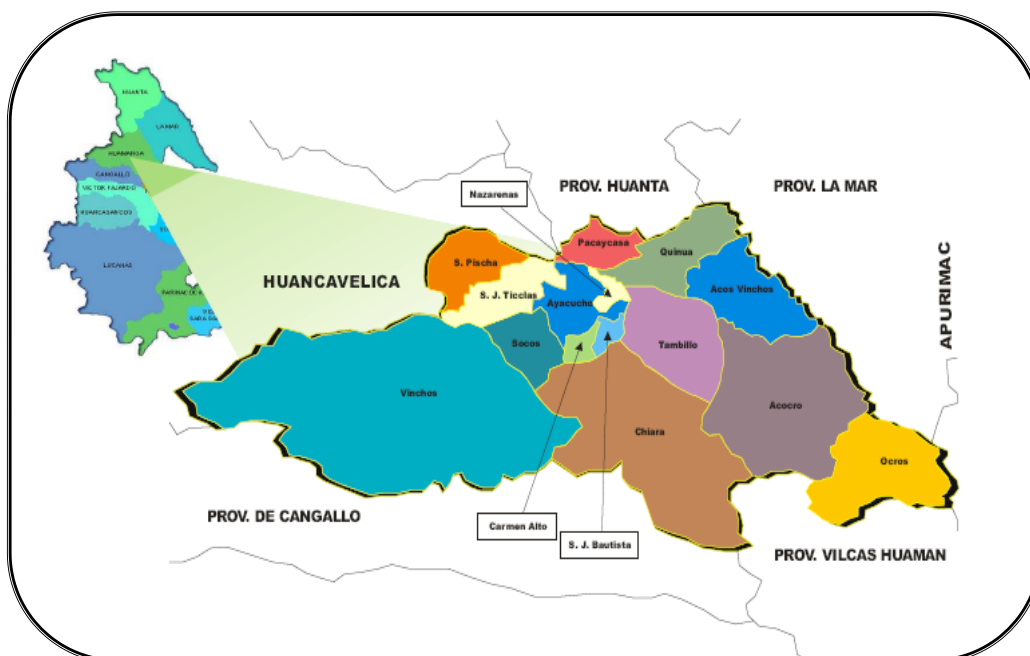 HUANTA
LA MAR
HUAMANGA
CANGALLO
VICTOR FAJARDO
HUANCASANCOS
LUCANAS
Nazarenas
PROV. HUANTA
PROV. LA MAR
Pacaycasa
Quinua
S. Pischa
HUANCAVELICA
S. J. Ticclas
Ayacucho
Acos Vinchos
APURIMAC
Socos
Tambillo
Vinchos
Acocro
Chiara
Ocros
PROV. DE CANGALLO
Carmen Alto
S. J. Bautista
PROV. VILCAS HUAMAN